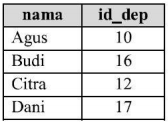 nama id_dep
Agus 10
Budi 16
Citra 12
Dani 17